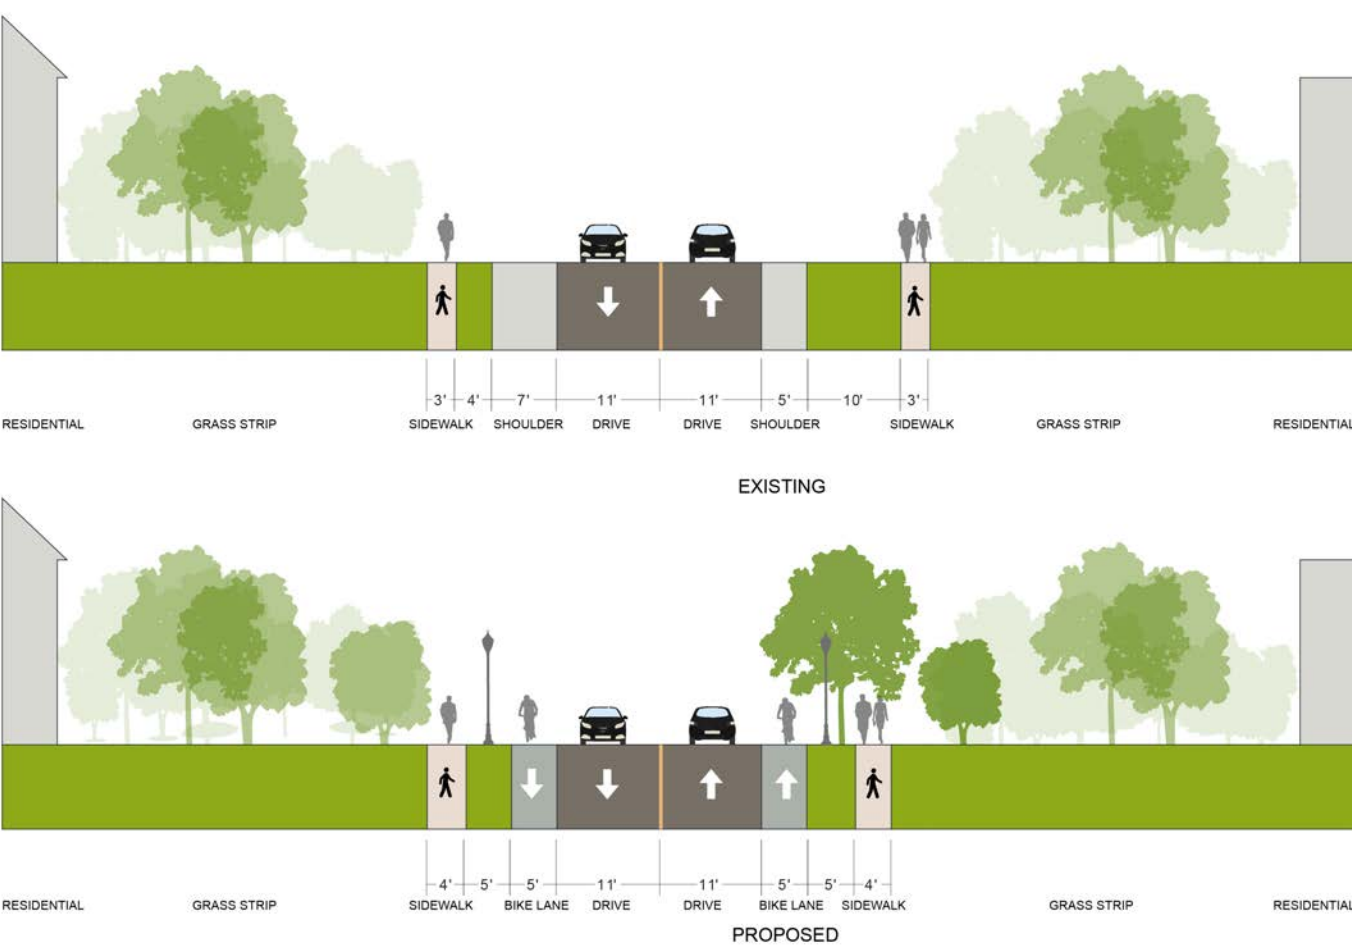 3' 4' 7' 11' 11' 5' 10' 3'
RESIDENTIAL GRASS STRIP SIDEWALK SHOULDER DRIVE DRIVE SHOULDER SIDEWALK GRASS STRIP RESIDENTIAL
EXISTING
4' 5' 5' 11' 11' 5' 5' 4'
RESIDENTIAL GRASS STRIP SIDEWALK BIKE LANE DRIVE DRIVE BIKE LANE SIDEWALK GRASS STRIP RESIDENTIAL
PROPOSED